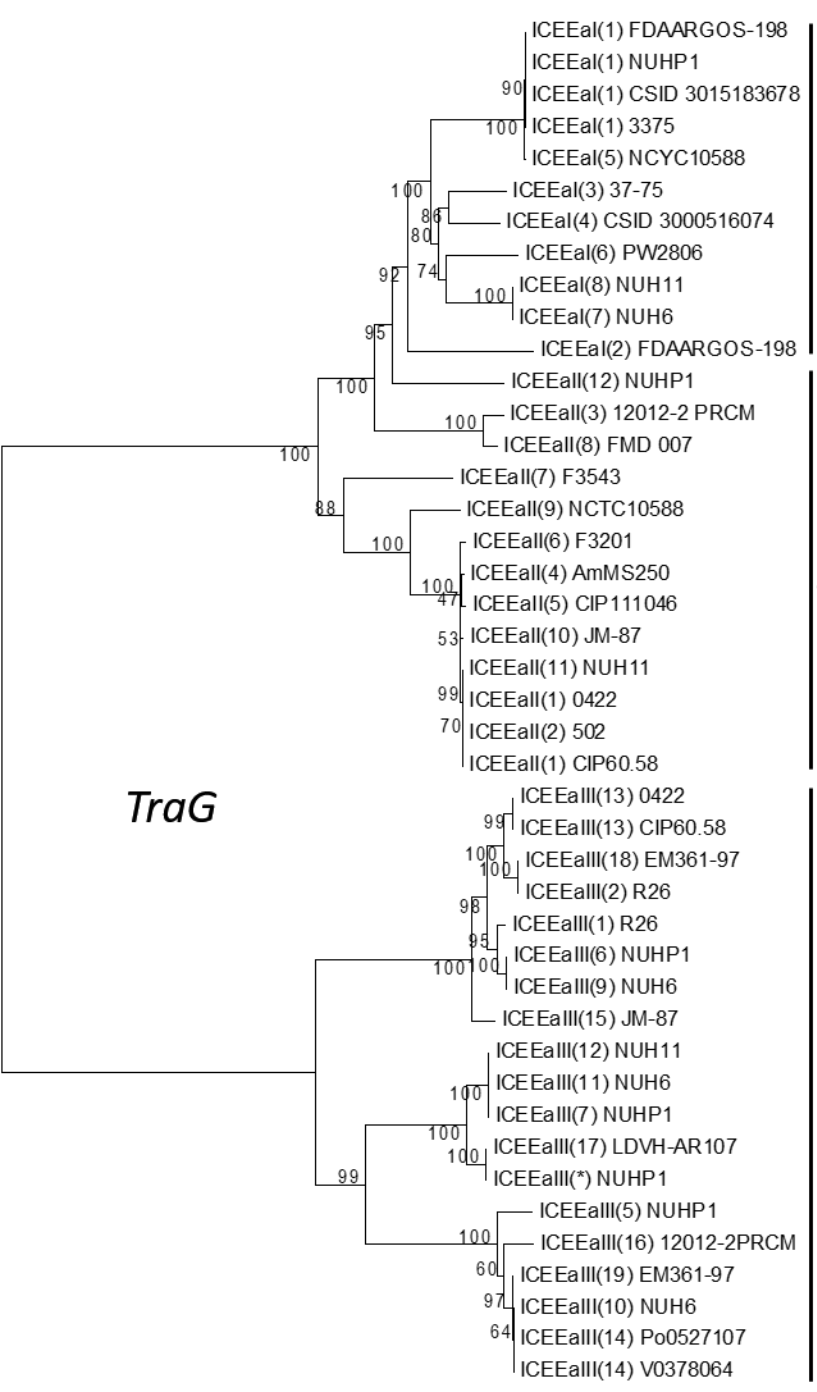 ICEEaI(1) FDAARGOS-198
ICEEaI(1) NUHP1
90
ICEEaI(1) CSID 3015183678
100
ICEEaI(1) 3375
ICEEaI(5) NCYC10588
100
ICEEaI(3) 37-75
86
ICEEaI(4) CSID 3000516074
80
ICEEaI(6) PW2806
92
74
ICEEaI(8) NUH11
100
ICEEaI(7) NUH6
95
ICEEaI(2) FDAARGOS-198
100
ICEEaII(12) NUHP1
ICEEaII(3) 12012-2 PRCM
100
ICEEaII(8) FMD 007
100
ICEEaII(7) F3543
88
ICEEaII(9) NCTC10588
100
ICEEaII(6) F3201
ICEEaII(4) AmMS250
100
47
ICEEaII(5) CIP111046
53
ICEEaII(10) JM-87
ICEEaII(11) NUH11
99
ICEEaII(1) 0422
70
ICEEaII(2) 502
ICEEaII(1) CIP60.58
TraG
ICEEaIII(13) 0422
99
ICEEaIII(13) CIP60.58
100
ICEEaIII(18) EM361-97
100
ICEEaIII(2) R26
98
ICEEaIII(1) R26
95
ICEEaIII(6) NUHP1
100
100
ICEEaIII(9) NUH6
ICEEaIII(15) JM-87
ICEEaIII(12) NUH11
ICEEaIII(11) NUH6
100
ICEEaIII(7) NUHP1
100
ICEEaIII(17) LDVH-AR107
100
ICEEaIII(*) NUHP1
99
ICEEaIII(5) NUHP1
100
ICEEaIII(16) 12012-2PRCM
60
ICEEaIII(19) EM361-97
97
ICEEaIII(10) NUH6
64
ICEEaIII(14) Po0527107
ICEEaIII(14) V0378064